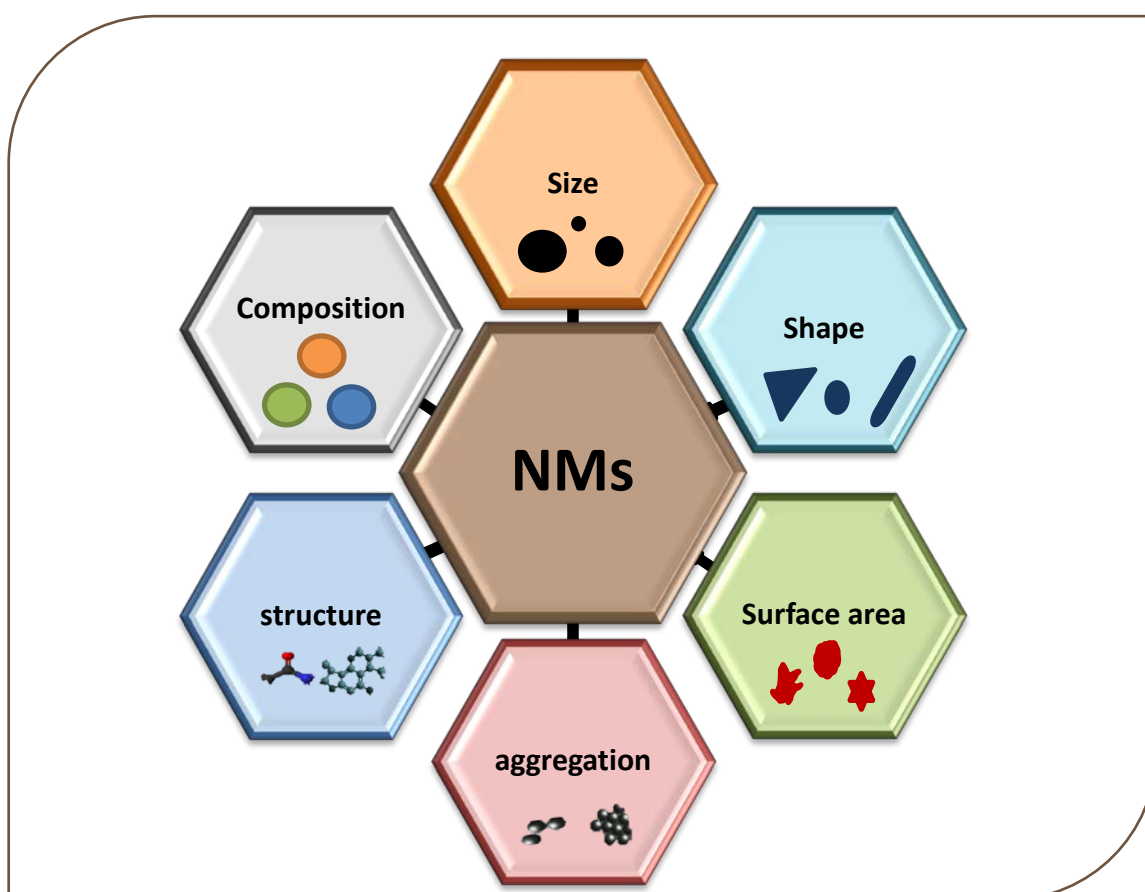 Size
Composition
Shape
NMs
structure
Surface area
aggregation